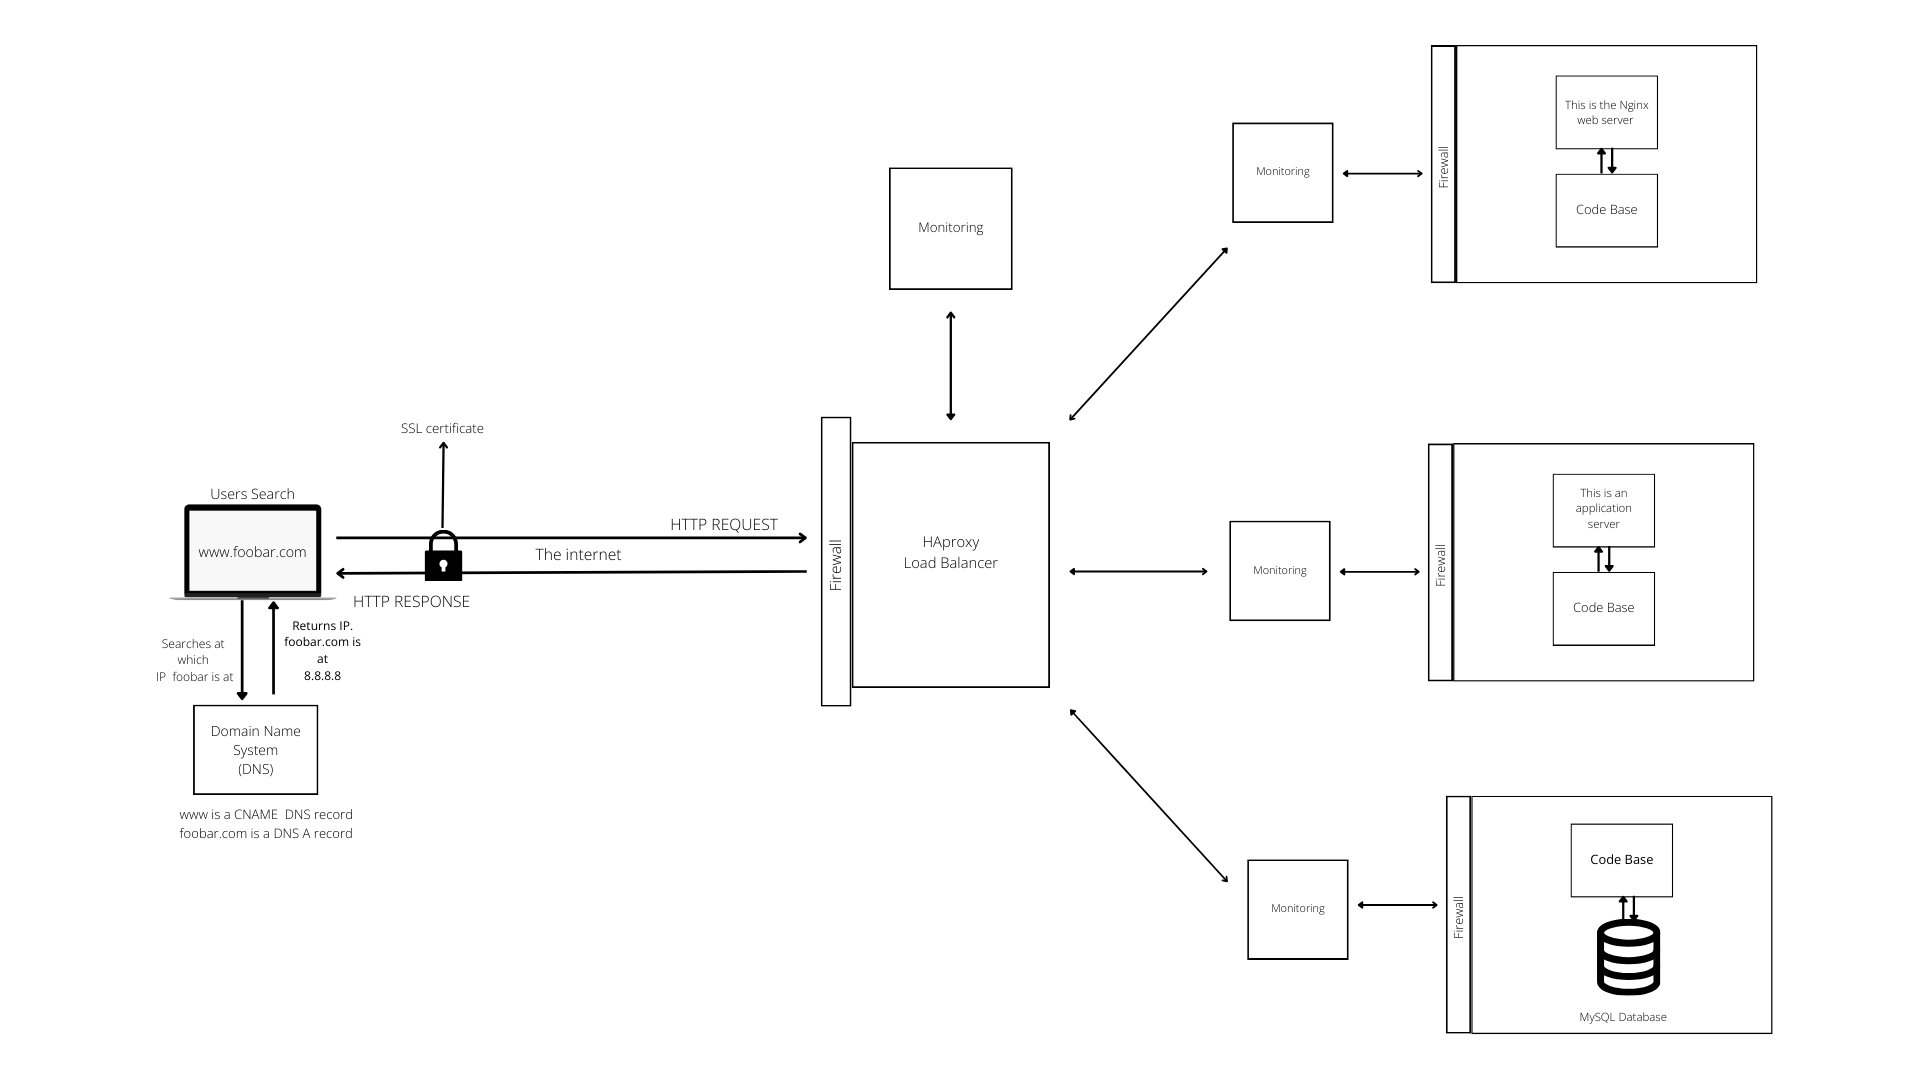 Users Search
www.foobar.com
SSL certificate
HTTP REQUEST
The internet
HTTP RESPONSE
Searches at
which
IP  foobar is at
Returns IP.
foobar.com is
at
8.8.8.8
Domain Name
System
(DNS)
www is a CNAME  DNS record
foobar.com is a DNS A record
Firewall
HAproxy
Load Balancer
Monitoring
Monitoring
Firewall
This is the Nginx
web server
Code Base
Monitoring
Firewall
This is an
application
server
Code Base
Monitoring
Firewall
Code Base
MySQL Database